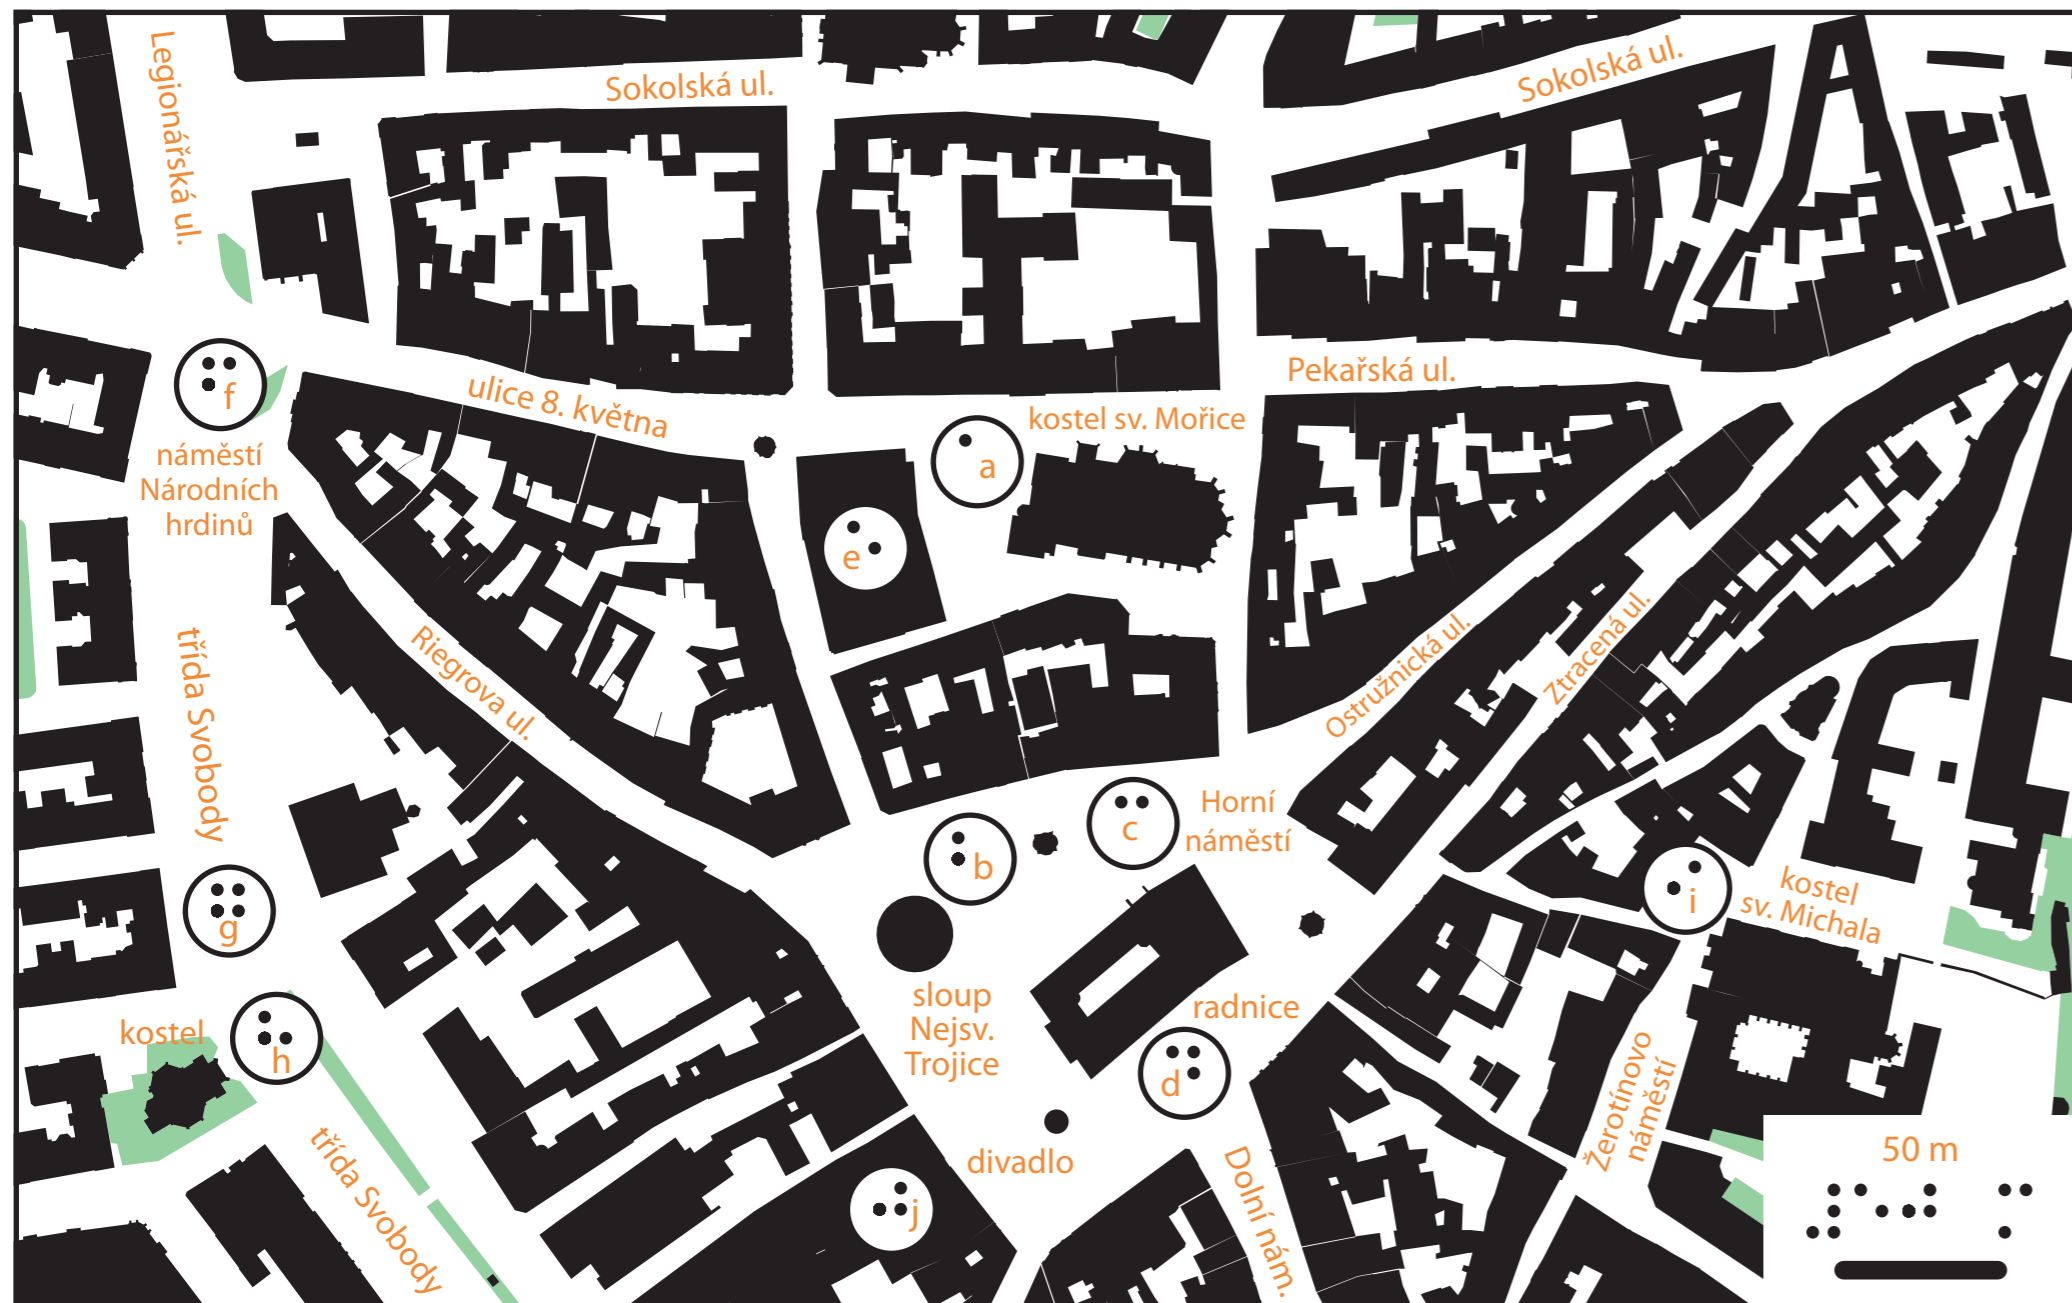 Legionářská ul.
Sokolská ul.
Sokolská ul.
ulice 8. května
Pekařská ul.
kostel sv. Mořice
⠋ f
náměstí
Národních
hrdinů
⠁ a
⠑ e
třída Svobody
Riegrova ul.
Ostružnická ul.
Ztracená ul.
⠃ b
⠉ c
Horní
náměstí
⠛ g
⠊ i
kostel
sv. Michala
sloup
Nejsv.
Trojice
radnice
kostel
⠓ h
⠙ d
Žerotínovo
náměstí
třída Svobody
divadlo
Dolní nám.
⠚ j
50 m
⠼⠑⠚ ⠍